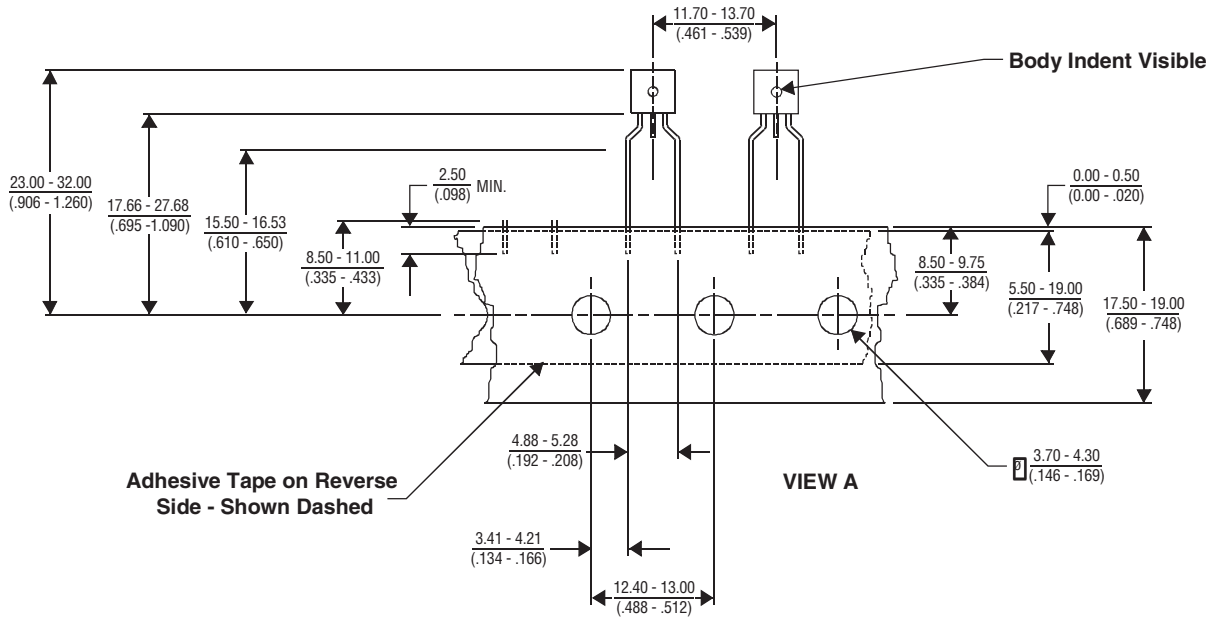 11.70 - 13.70
(.461 - .539)
Body Indent Visible
23.00 - 32.00
(.906 - 1.260)
17.66 - 27.68
(.695 -1.090)
15.50 - 16.53
(.610 - .650)
8.50 - 11.00
(.335 - .433)
2.50
(.098)
MIN.
0.00 - 0.50
(0.00 - .020)
8.50 - 9.75
(.335 - .384)
5.50 - 19.00
(.217 - .748)
17.50 - 19.00
(.689 - .748)
4.88 - 5.28
(.192 - .208)
Adhesive Tape on Reverse
Side - Shown Dashed
VIEW A
Ø 3.70 - 4.30
(.146 - .169)
3.41 - 4.21
(.134 - .166)
12.40 - 13.00
(.488 - .512)